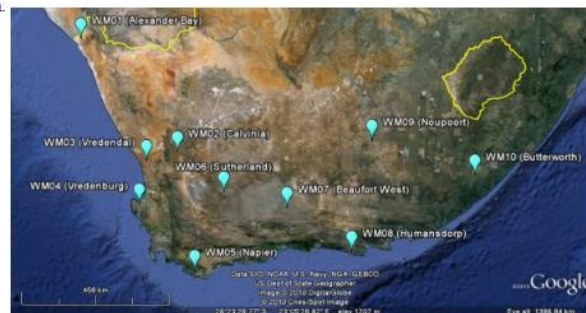 WM01 (Alexander Bay)
WM09 (Noupoort)
WM02 (Calvinia)
WM03 (Vredendal)
WM10 (Butterworth)
WM06 (Sutherland)
WM04 (Vredenburg)
WM07 (Beaufort West)
WM08 (Humansdorp)
WM05 (Napier)
Data SIO, NOAA, U.S. Navy, NGA, GEBCO
US Dept of State Geographer
Image © 2010 DigitalGlobe
© 2010 Cnes/Spot Image
Google